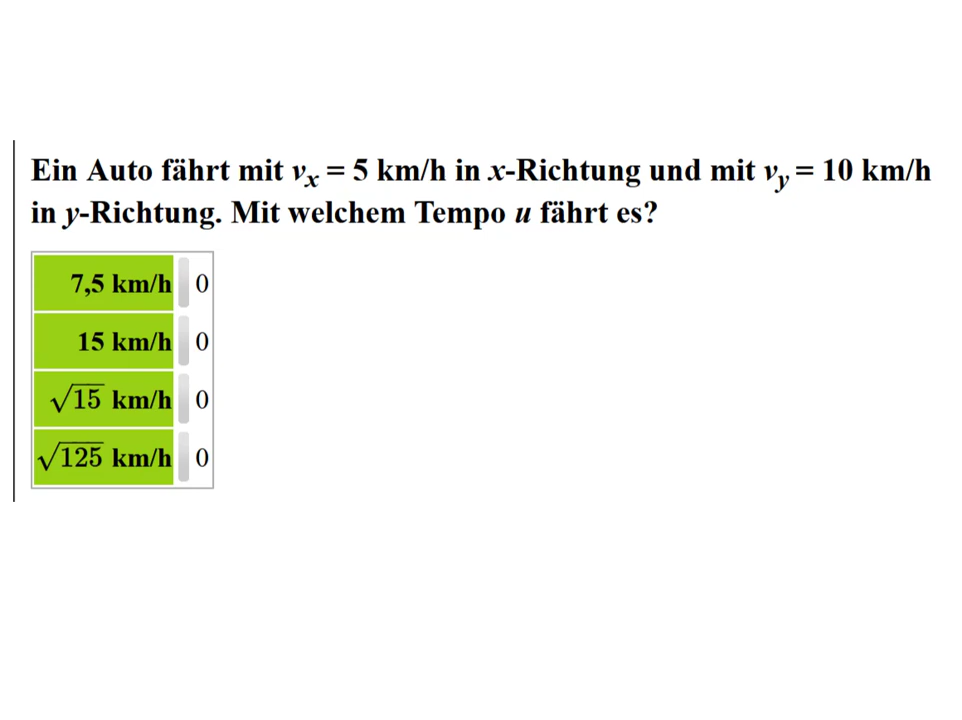 Ein Auto fährt mit vₓ = 5 km/h in x-Richtung und mit v_y = 10 km/h
in y-Richtung. Mit welchem Tempo u fährt es?
7,5 km/h 0
15 km/h 0
√15 km/h 0
√125 km/h 0